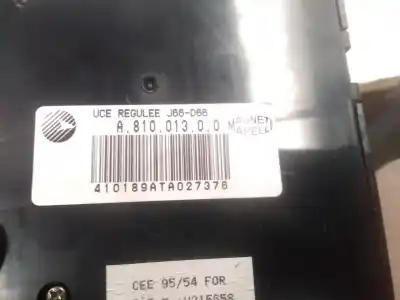 UCE REGULEE J66-D66
A.810.013.0.0
MAGNETI
MARELLI
410189ATA027376
CEE 95/54 FOR